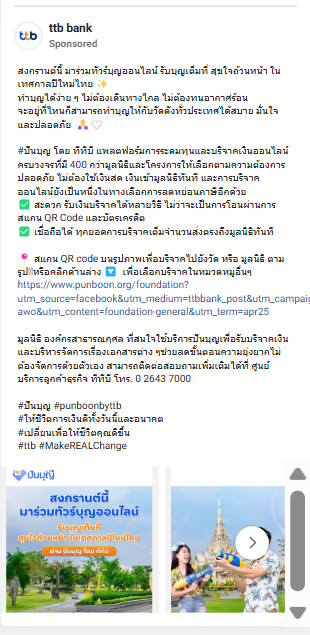 ttb bank
Sponsored
ttb
สงกรานต์นี้ มาร่วมทัวร์บุญออนไลน์ รับบุญเต็มที่ สุขใจถ้วนหน้า ใน
เทศกาลปีใหม่ไทย ✨
ทำบุญได้ง่าย ๆ ไม่ต้องเดินทางไกล ไม่ต้องทนอากาศร้อน
จะอยู่ที่ไหนก็สามารถทำบุญให้กับวัดดังทั่วประเทศได้สบาย มั่นใจ
และปลอดภัย 🙏🤍
#ปันบุญ โดย ทีทีบี แพลตฟอร์มการระดมทุนและบริจาคเงินออนไลน์
ครบวงจรที่มี 400 กว่ามูลนิธิและโครงการให้เลือกตามความต้องการ
ปลอดภัย ไม่ต้องใช้เงินสด เงินเข้ามูลนิธิทันที และการบริจาค
ออนไลน์ยังเป็นหนึ่งในทางเลือกการลดหย่อนภาษีอีกด้วย
✅ สะดวก รับเงินบริจาคได้หลายวิธี ไม่ว่าจะเป็นการโอนผ่านการ
สแกน QR Code และบัตรเครดิต
✅ เชื่อถือได้ ทุกยอดการบริจาคเต็มจำนวนส่งตรงถึงมูลนิธิทันที
📍 สแกน QR code บนรูปภาพเพื่อบริจาคไปยังวัด หรือ มูลนิธิ ตาม
รูปหรือคลิกด้านล่าง ⬇️ เพื่อเลือกบริจาคในหมวดหมู่อื่นๆ
https://www.punboon.org/foundation?
utm_source=facebook&utm_medium=ttbbank_post&utm_campaig
awo&utm_content=foundation-general&utm_term=apr25
มูลนิธิ องค์กรสาธารณกุศล ที่สนใจใช้บริการปันบุญเพื่อรับบริจาคเงิน
และบริหารจัดการเรื่องเอกสารต่าง ๆช่วยลดขั้นตอนความยุ่งยากไม่
ต้องจัดการด้วยตัวเอง สามารถติดต่อสอบถามเพิ่มเติมได้ที่ ศูนย์
บริการลูกค้าธุรกิจ ทีทีบี โทร. 0 2643 7000
#ปันบุญ #punboonbyttb
#ให้ชีวิตการเงินดีทั้งวันนี้และอนาคต
#เปลี่ยนเพื่อให้ชีวิตคุณดีขึ้น
#ttb #MakeREALChange
ปันบุญ
สงกรานต์นี้
มาร่วมทัวร์บุญออนไลน์
รับบุญเต็มที่
สุขใจถ้วนหน้า ในเทศกาลปีใหม่ไทย
ผ่าน ปันบุญ โดย ทีทีบี